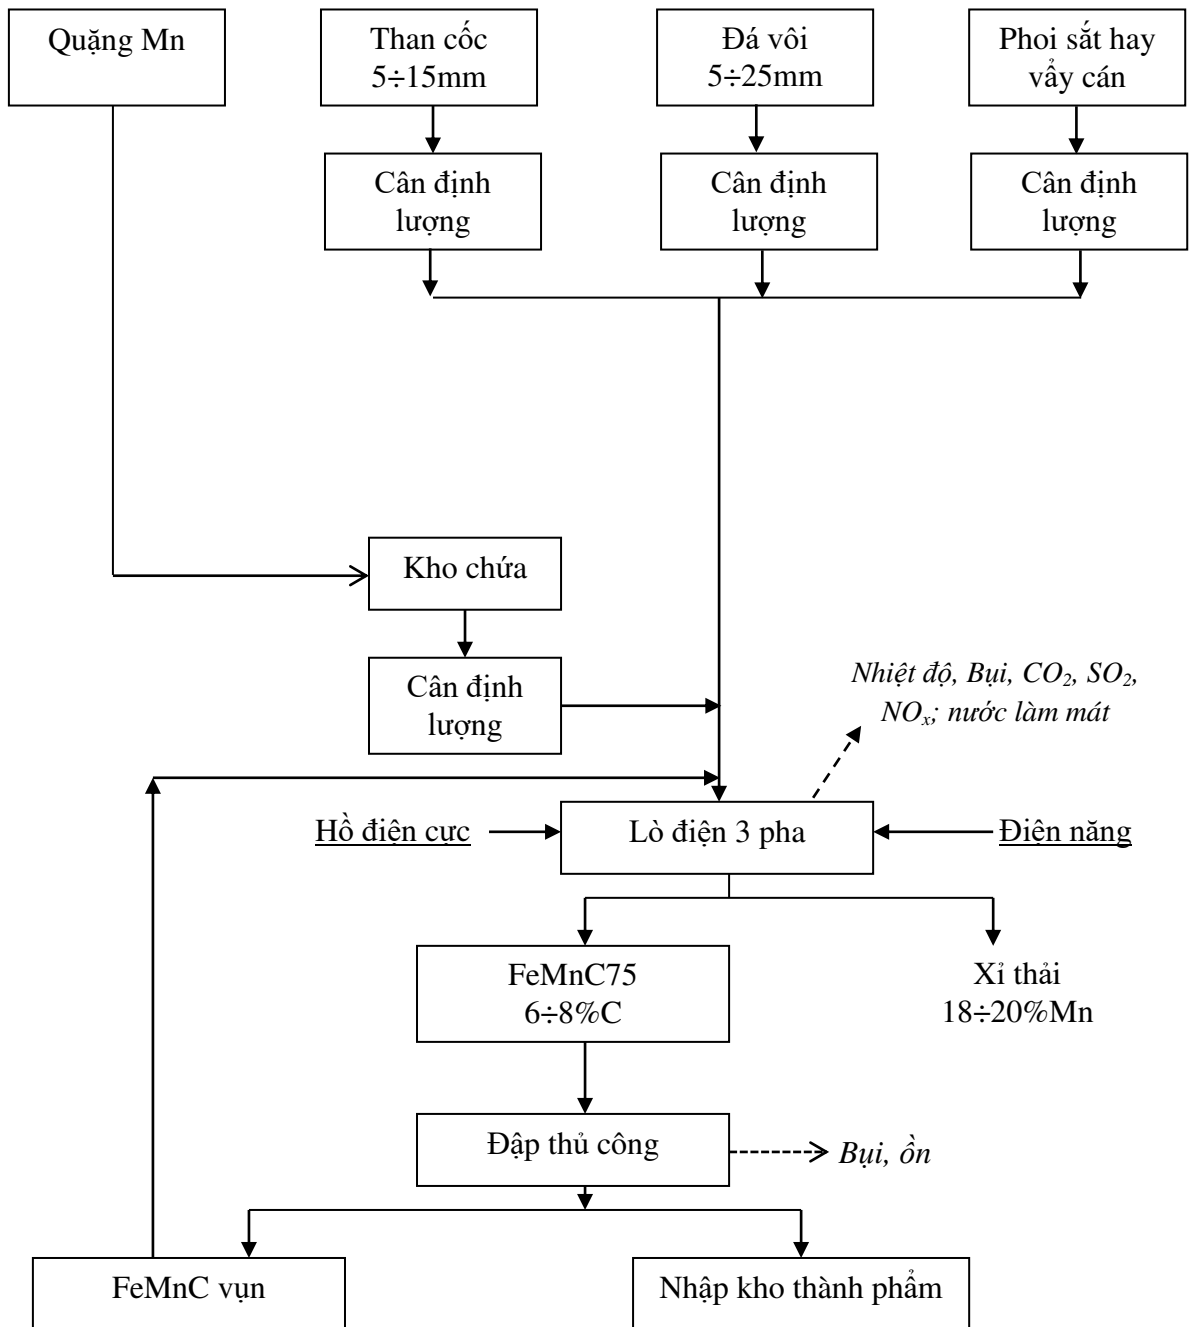 Quặng Mn
Than cốc
5÷15mm
Đá vôi
5÷25mm
Phoi sắt hay
vẩy cán
Cân định
lượng
Cân định
lượng
Cân định
lượng
Kho chứa
Cân định
lượng
Nhiệt độ, Bụi, CO₂, SO₂,
NOₓ; nước làm mát
Hồ điện cực
Lò điện 3 pha
Điện năng
FeMnC75
6÷8%C
Xỉ thải
18÷20%Mn
Đập thủ công
Bụi, ồn
FeMnC vụn
Nhập kho thành phẩm